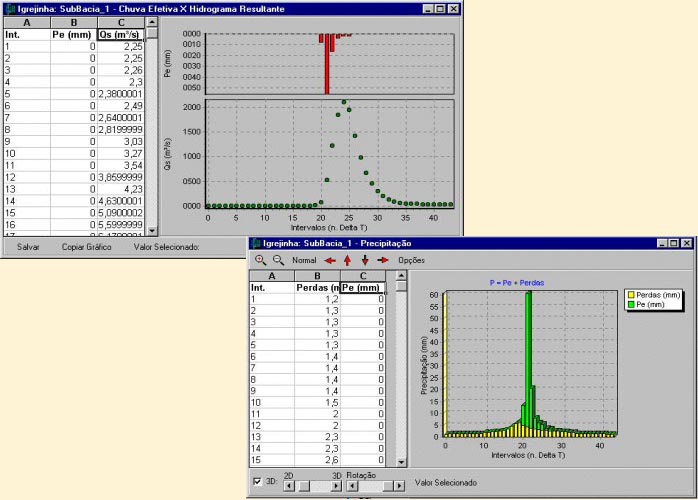 Igrejinha: SubBacia_1 - Chuva Efetiva X Hidrograma Resultante
A B C
Int. Pe (mm) Qs (m³/s)
1 0 2,25
2 0 2,25
3 0 2,26
4 0 2,3
5 0 2,3800001
6 0 2,49
7 0 2,6400001
8 0 2,8199999
9 0 3,03
10 0 3,27
11 0 3,54
12 0 3,8599999
13 0 4,23
14 0 4,6300001
15 0 5,0900002
16 0 5,5999999
Pe (mm)
0000
0010
0020
0030
0040
0050
Qs (m³/s)
2000
1500
1000
500
0000
0 5 10 15 20 25 30 35 40
Intervalos (n. Delta T)
Salvar Copiar Gráfico Valor Selecionado:
Igrejinha: SubBacia_1 - Precipitação
Normal Opções
A B C
Int. Perdas (m Pe (mm)
1 1,2 0
2 1,3 0
3 1,3 0
4 1,3 0
5 1,3 0
6 1,4 0
7 1,4 0
8 1,4 0
9 1,4 0
10 1,5 0
11 2 0
12 2 0
13 2,3 0
14 2,3 0
15 2,6 0
P = Pe + Perdas
Precipitação (mm)
60
55
50
45
40
35
30
25
20
15
10
5
0
0 10 20 30 40
Intervalos (n. Delta T)
Perdas (mm)
Pe (mm)
3D: 2D 3D Rotação Valor Selecionado